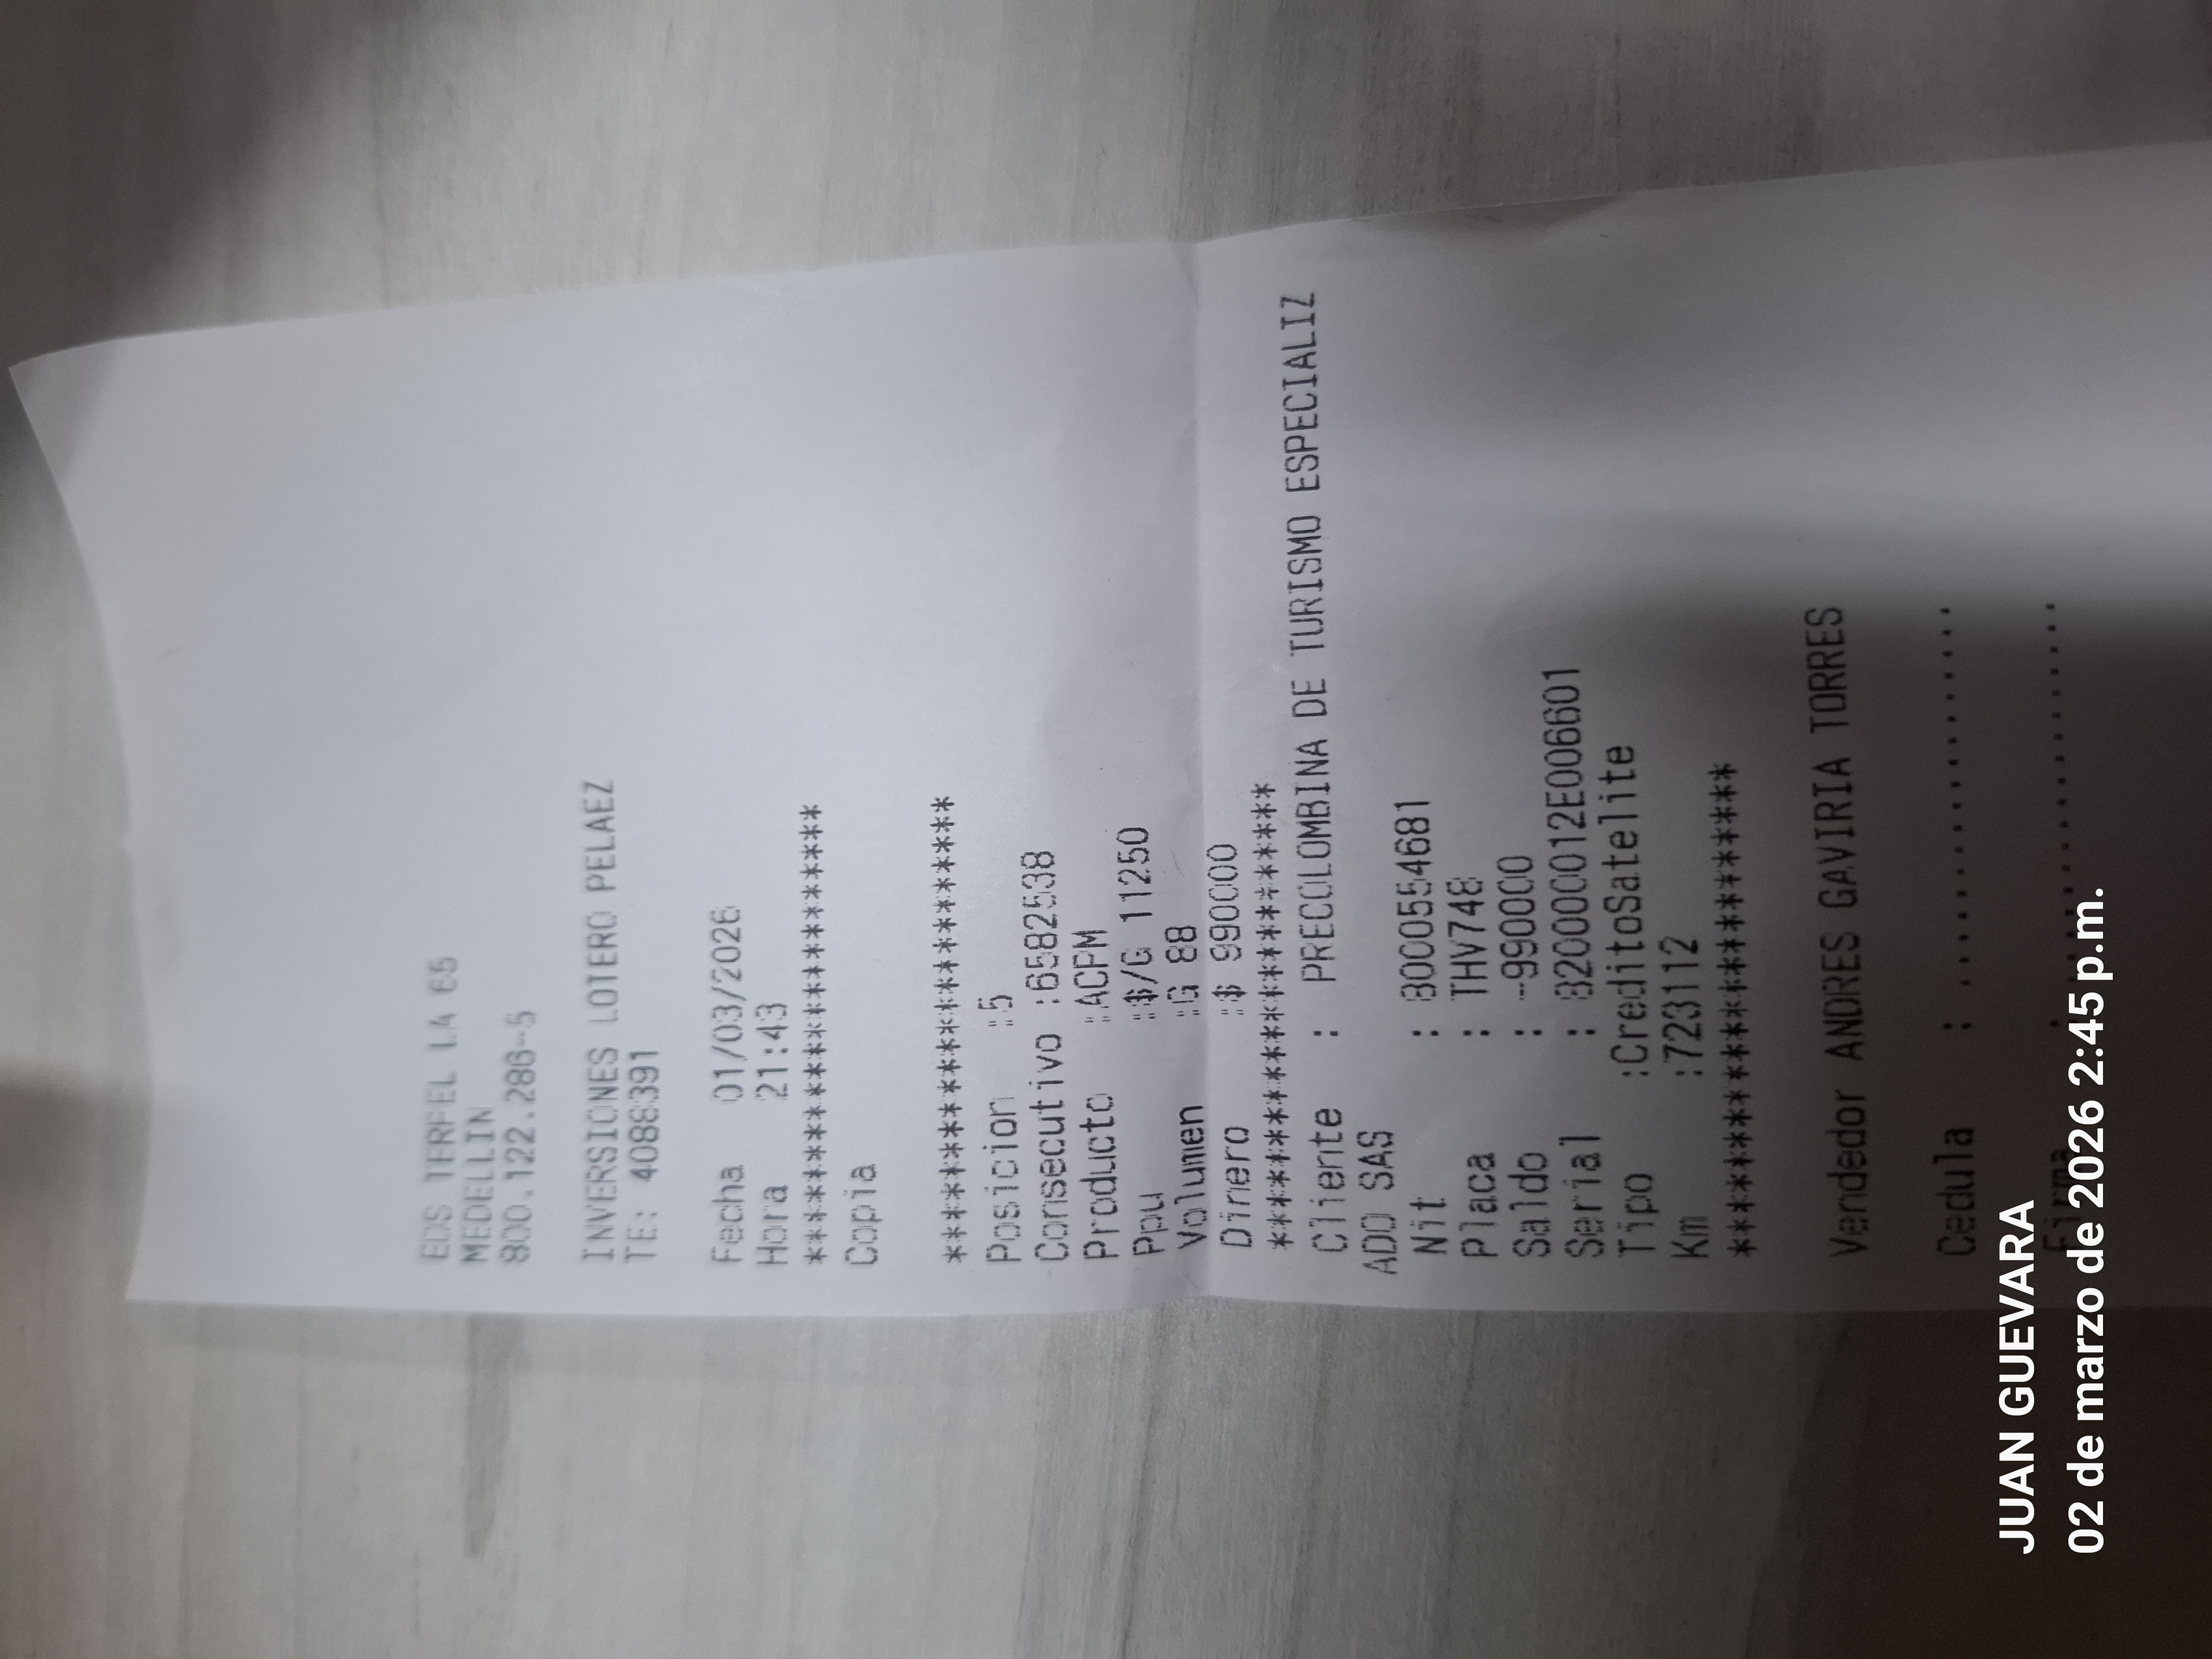 EDS TERPEL LA 65
MEDELLIN
800.122.286-5
INVERSIONES LOTERO PELAEZ
TE: 4088391
Fecha 01/03/2026
Hora 21:43
**************************
Copia
**************************
Posicion :5
Consecutivo :6582538
Producto :ACPM
Ppu :$/G 11250
Volumen :G 88
Dinero :$ 990000
**************************
Cliente : PRECOLOMBINA DE TURISMO ESPECIALIZ
ADO SAS
Nit : 8000554681
Placa : THV748
Saldo : -990000
Serial : 82000012E006601
Tipo :CreditoSatelite
Km :723112
**************************
Vendedor ANDRES GAVIRIA TORRES
Cedula : ....................
Firma : ....................
JUAN GUEVARA
02 de marzo de 2026 2:45 p.m.